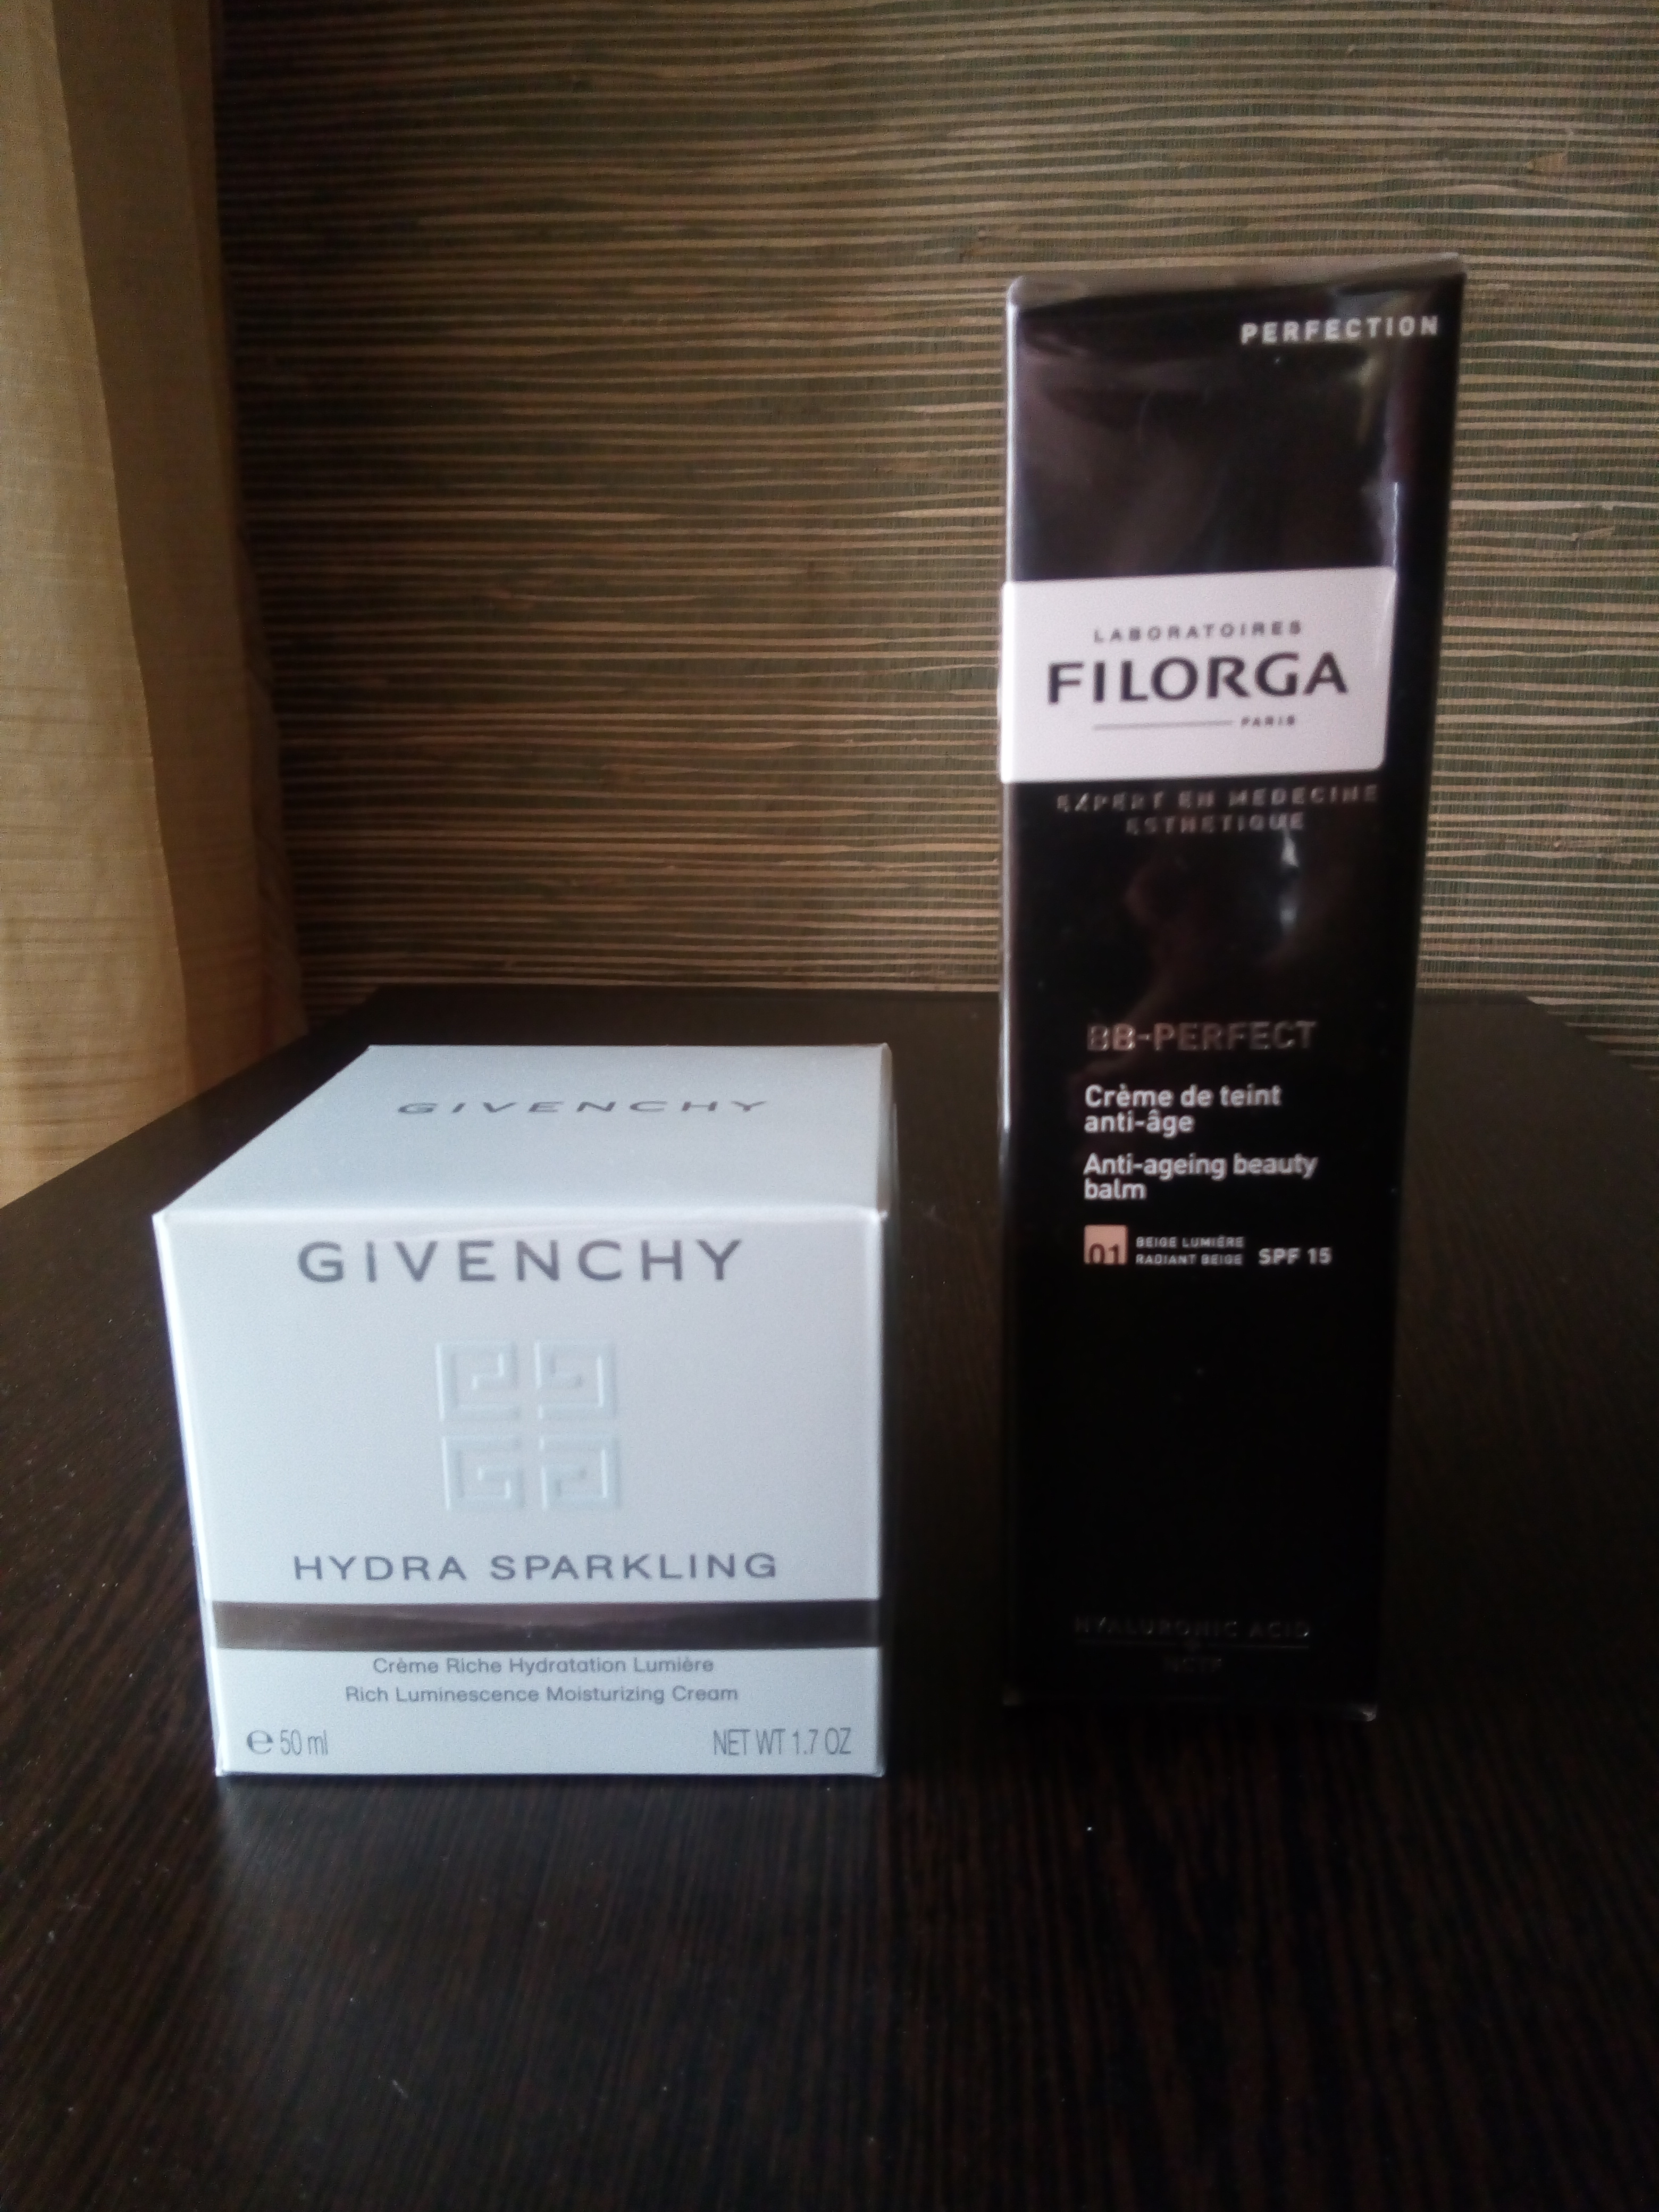 GIVENCHY
GIVENCHY
HYDRA SPARKLING
Crème Riche Hydratation Lumière
Rich Luminescence Moisturizing Cream
℮ 50 ml NET WT 1.7 OZ
PERFECTION
LABORATOIRES
FILORGA
PARIS
EXPERT EN MEDECINE
ESTHETIQUE
BB-PERFECT
Crème de teint
anti-âge
Anti-ageing beauty
balm
01 BEIGE LUMIÈRE
RADIANT BEIGE SPF 15
HYALURONIC ACID
NCTF